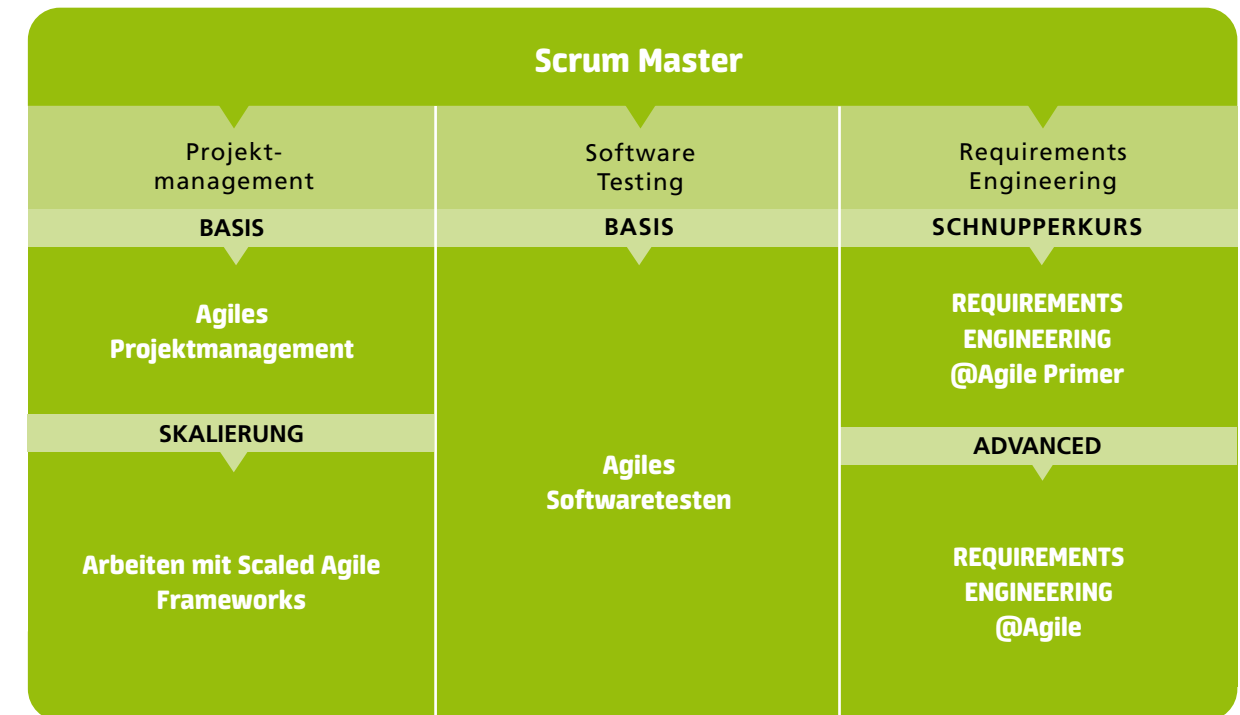 Scrum Master
Projekt-
management
BASIS
Agiles
Projektmanagement
SKALIERUNG
Arbeiten mit Scaled Agile
Frameworks
Software
Testing
BASIS
Agiles
Softwaretesten
Requirements
Engineering
SCHNUPPERKURS
REQUIREMENTS
ENGINEERING
@Agile Primer
ADVANCED
REQUIREMENTS
ENGINEERING
@Agile